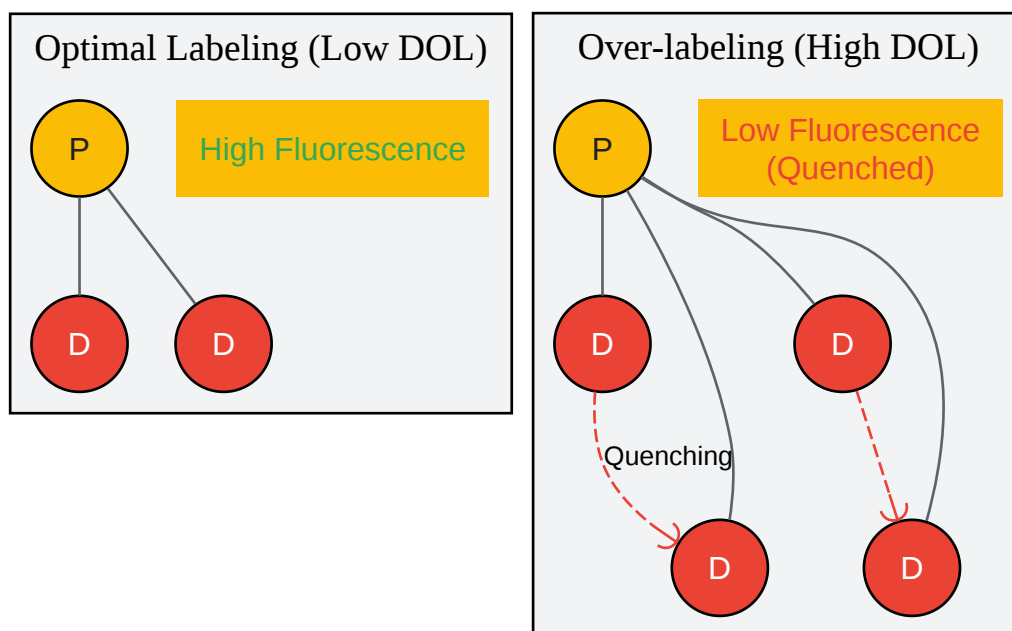 Optimal Labeling (Low DOL)
P
High Fluorescence
D
D
Over-labeling (High DOL)
P
Low Fluorescence
(Quenched)
D
D
Quenching
D
D